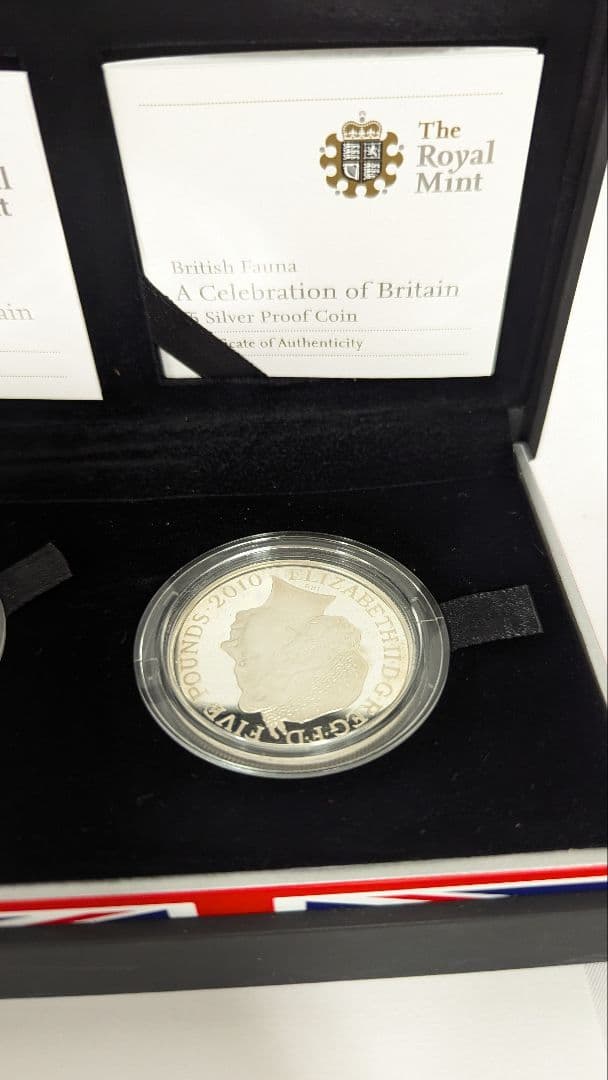 The
Royal
Mint
British Fauna
A Celebration of Britain
Silver Proof Coin
of Authenticity
l
t
ain
ELIZABETH·II·D·G·REG·F·D·FIVE POUNDS·2010